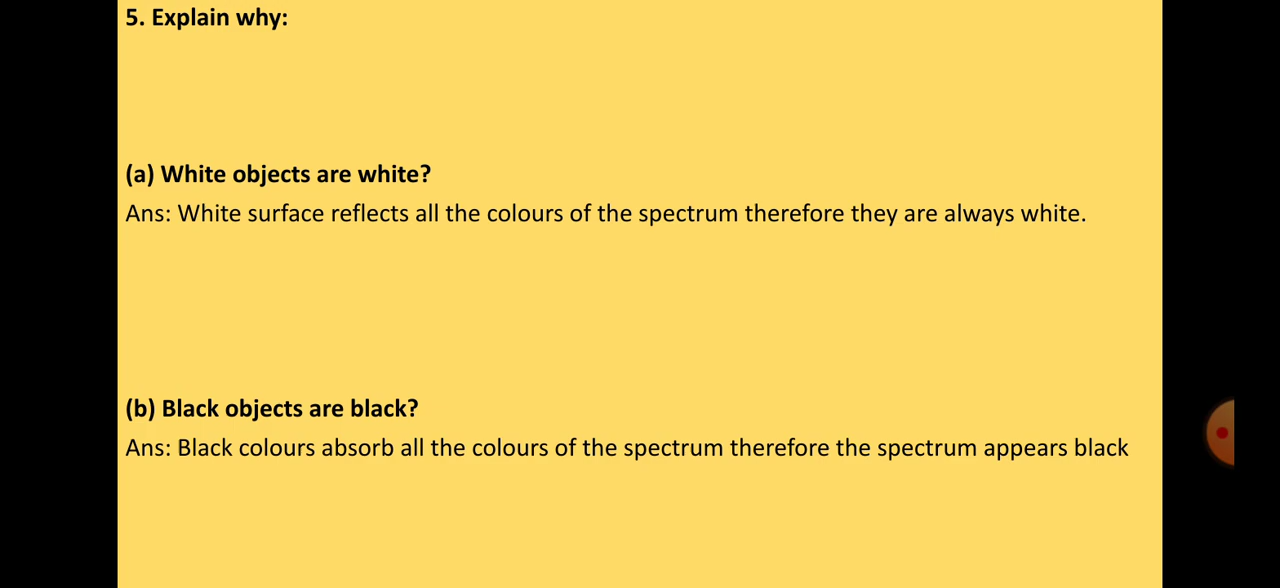 5. Explain why:
(a) White objects are white?
Ans: White surface reflects all the colours of the spectrum therefore they are always white.
(b) Black objects are black?
Ans: Black colours absorb all the colours of the spectrum therefore the spectrum appears black